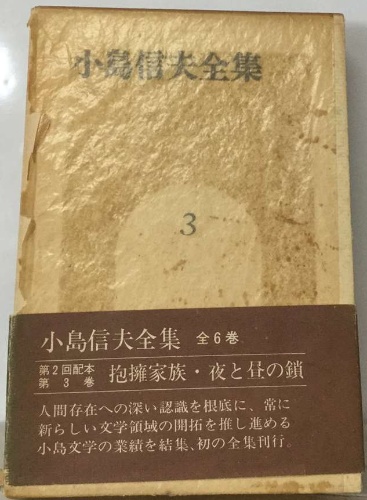 小島信夫全集
3
小島信夫全集 全6巻
第2回配本
第3巻 抱擁家族・夜と昼の鎖
人間存在への深い認識を根底に、常に
新らしい文学領域の開拓を推し進める
小島文学の業績を結集、初の全集刊行。